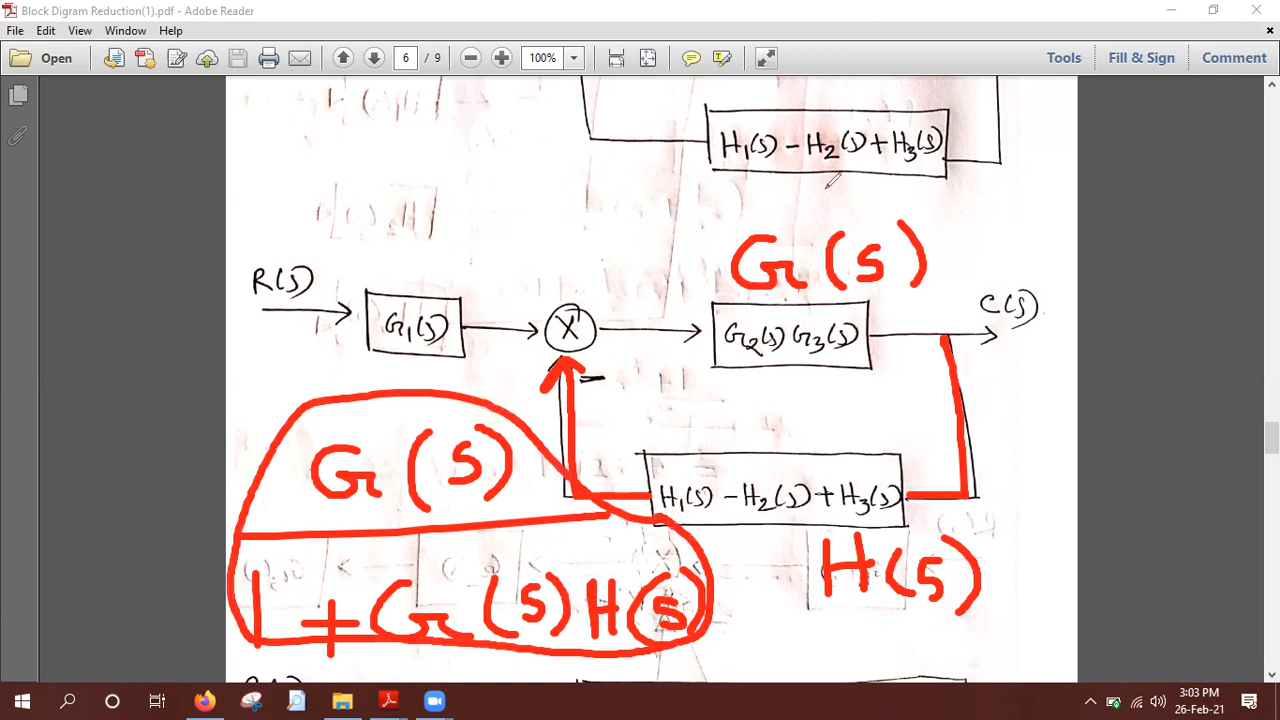 Block Digram Reduction(1).pdf - Adobe Reader
File Edit View Window Help
Open 6 / 9 100% Tools Fill & Sign Comment
H₁(s) - H₂(s) + H₃(s)
G(s)
R(s) C(s)
G₁(s) X G₂(s) G₃(s)
-
G(s)
H₁(s) - H₂(s) + H₃(s)
H(s)
1 + G(s) H(s)
3:03 PM
26-Feb-21